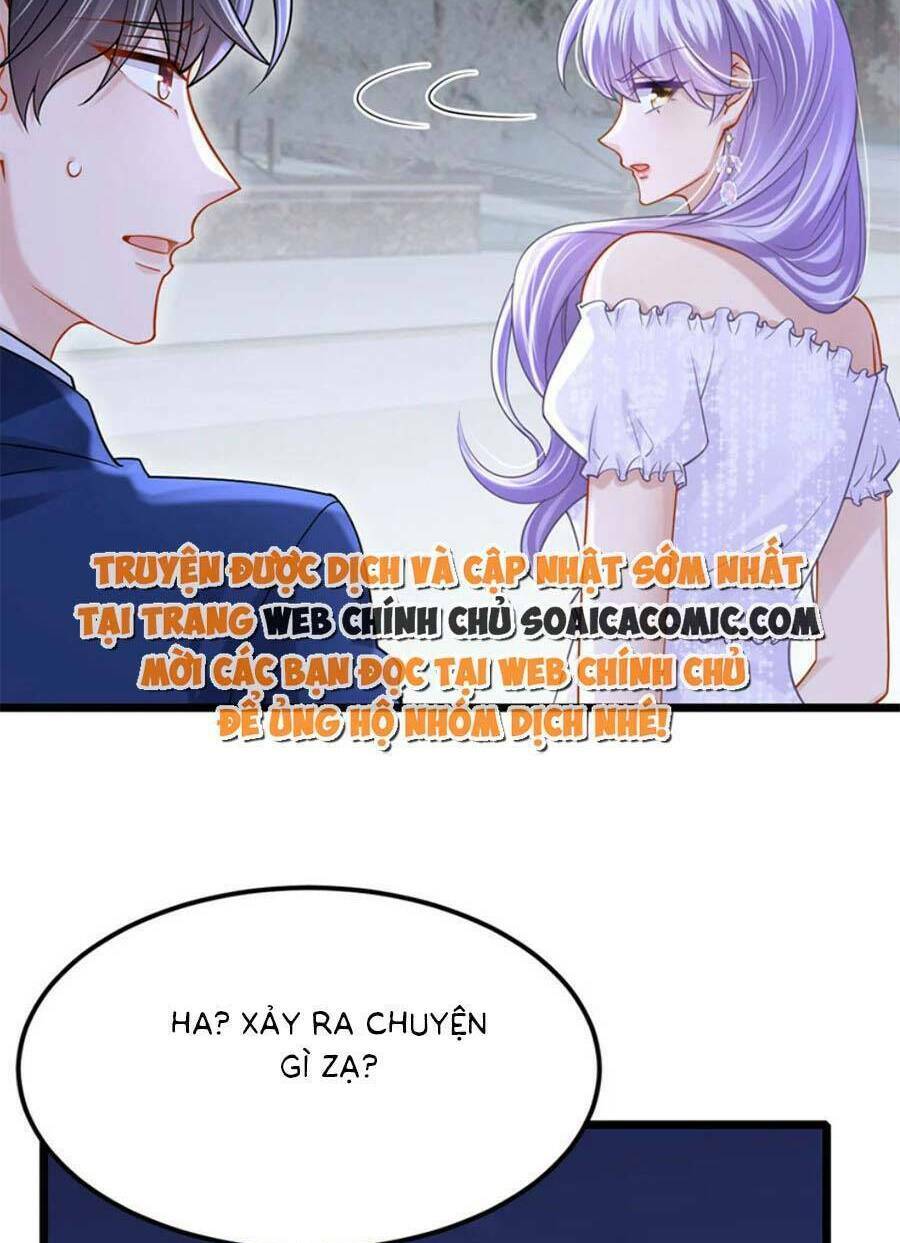 TRUYỆN ĐƯỢC DỊCH VÀ CẬP NHẬT SỚM NHẤT
TẠI TRANG WEB CHÍNH CHỦ SOAICACOMIC.COM
MỜI CÁC BẠN ĐỌC TẠI WEB CHÍNH CHỦ
ĐỂ ỦNG HỘ NHÓM DỊCH NHÉ!
HA? XẢY RA CHUYỆN
GÌ ZẠ?